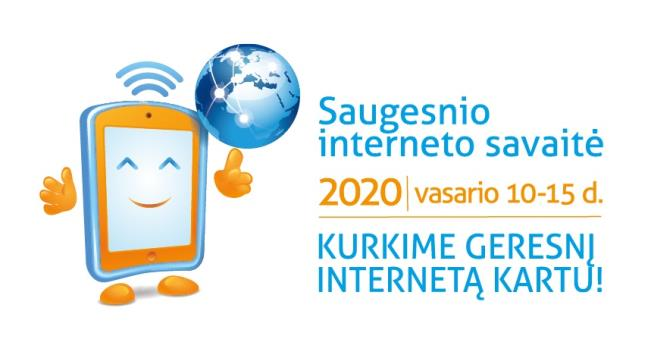 Saugesnio
interneto savaitė
2020 | vasario 10-15 d.
KURKIME GERESNĮ
INTERNETĄ KARTU!